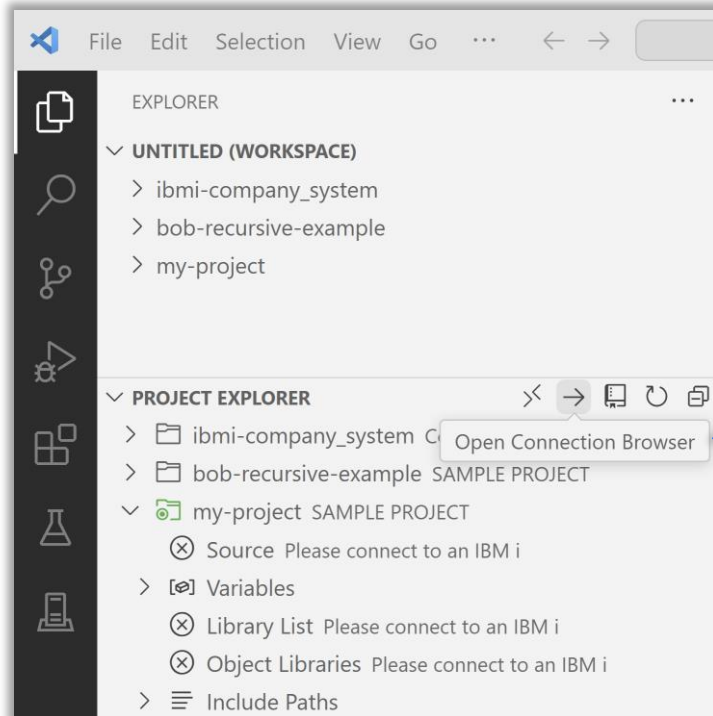 File Edit Selection View Go ...
EXPLORER
UNTITLED (WORKSPACE)
ibmi-company_system
bob-recursive-example
my-project
PROJECT EXPLORER
ibmi-company_system
Open Connection Browser
bob-recursive-example SAMPLE PROJECT
my-project SAMPLE PROJECT
Source Please connect to an IBM i
Variables
Library List Please connect to an IBM i
Object Libraries Please connect to an IBM i
Include Paths